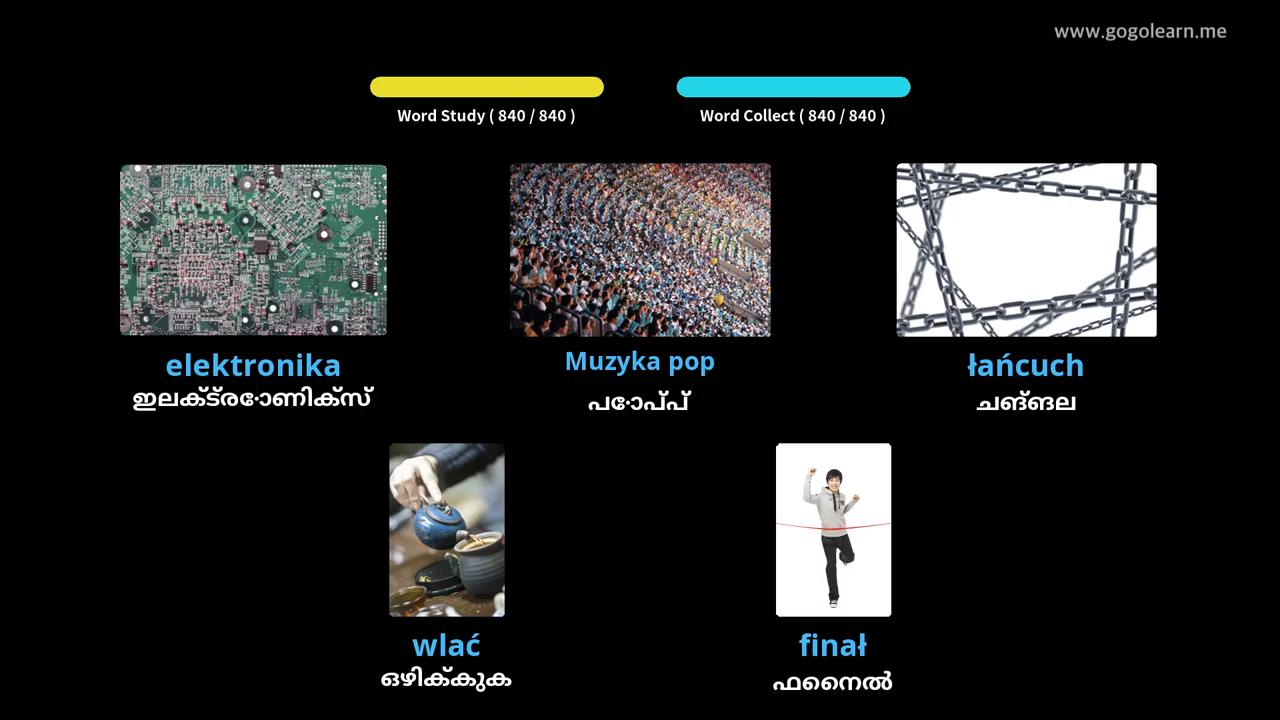 www.gogolearn.me
Word Study ( 840 / 840 )
Word Collect ( 840 / 840 )
elektronika
ഇലക്ട്രോണിക്സ്
Muzyka pop
പോപ്പ്
łańcuch
ചങ്ങല
wlać
ഒഴിക്കുക
finał
ഫനൈൽ